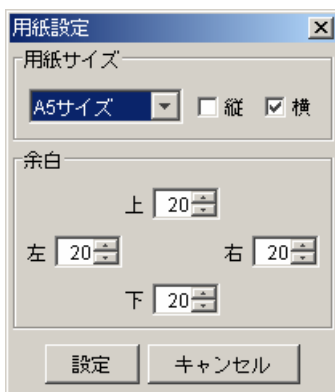 用紙設定
用紙サイズ
A5サイズ 縦 横
余白
上 20
左 20 右 20
下 20
設定 キャンセル